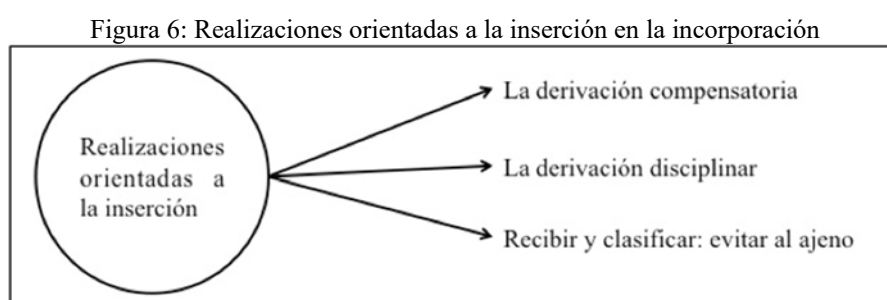 Figura 6: Realizaciones orientadas a la inserción en la incorporación
Realizaciones
orientadas a
la inserción
La derivación compensatoria
La derivación disciplinar
Recibir y clasificar: evitar al ajeno